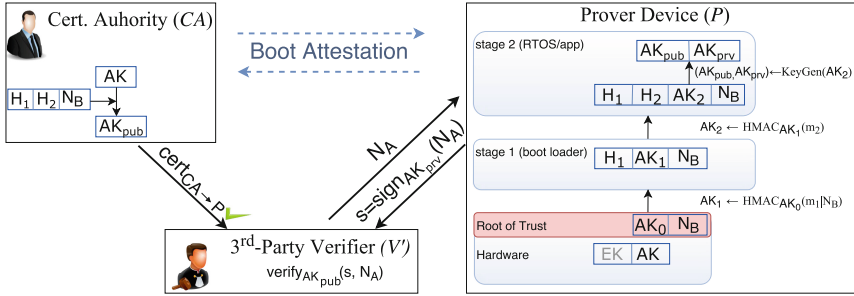 Cert. Auhority (CA)
AK
H1 H2 NB
AKpub
Boot Attestation
certCA→P
NA
s=signAKprv(NA)
3rd-Party Verifier (V')
verifyAKpub(s, NA)
Prover Device (P)
stage 2 (RTOS/app)
AKpub AKprv
(AKpub,AKprv)←KeyGen(AK2)
H1 H2 AK2 NB
AK2 ← HMACAK1(m2)
stage 1 (boot loader)
H1 AK1 NB
AK1 ← HMACAK0(m1|NB)
Root of Trust
AK0 NB
Hardware
EK AK